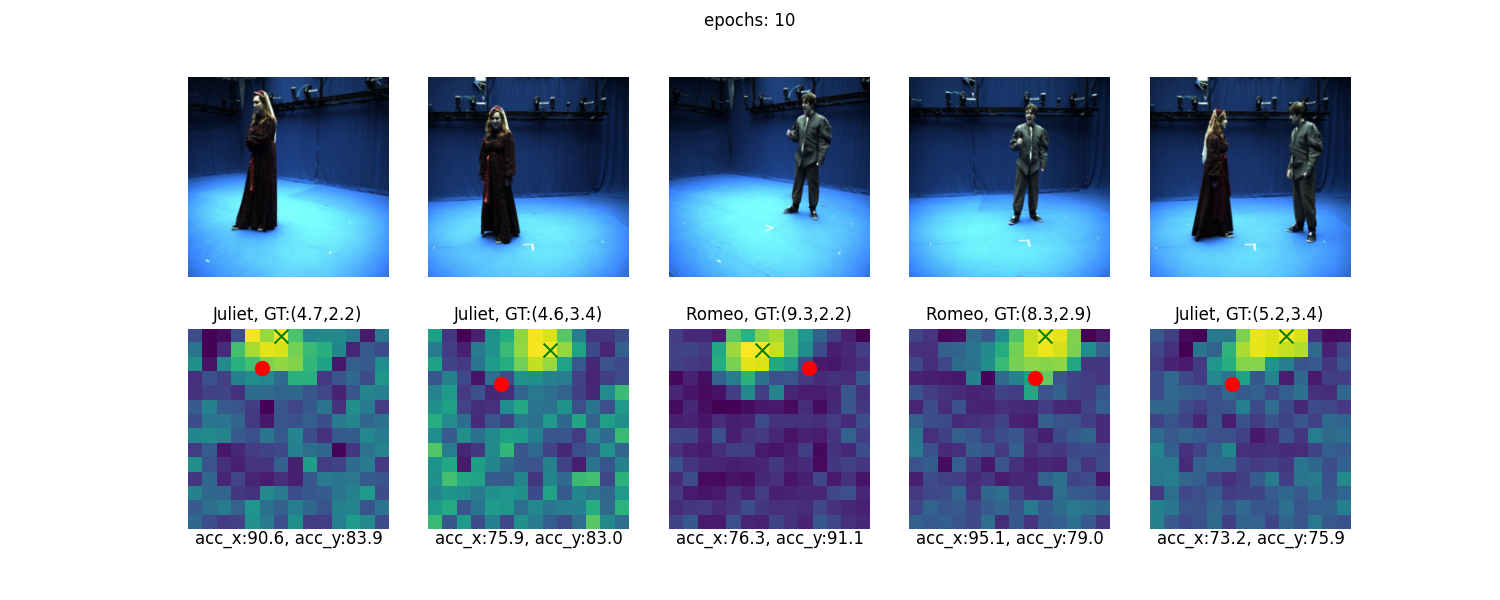 epochs: 10
Juliet, GT:(4.7,2.2)
Juliet, GT:(4.6,3.4)
Romeo, GT:(9.3,2.2)
Romeo, GT:(8.3,2.9)
Juliet, GT:(5.2,3.4)
acc_x:90.6, acc_y:83.9
acc_x:75.9, acc_y:83.0
acc_x:76.3, acc_y:91.1
acc_x:95.1, acc_y:79.0
acc_x:73.2, acc_y:75.9